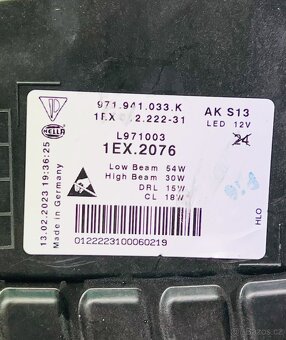 971.941.033.K
AK S13
LED 12V
24
HELLA
L971003
1EX.2076
Low Beam 54W
High Beam 30W
DRL 15W
CL 18W
13.02.2023 19:36:25
Made in Germany
HLO
0122223100060219